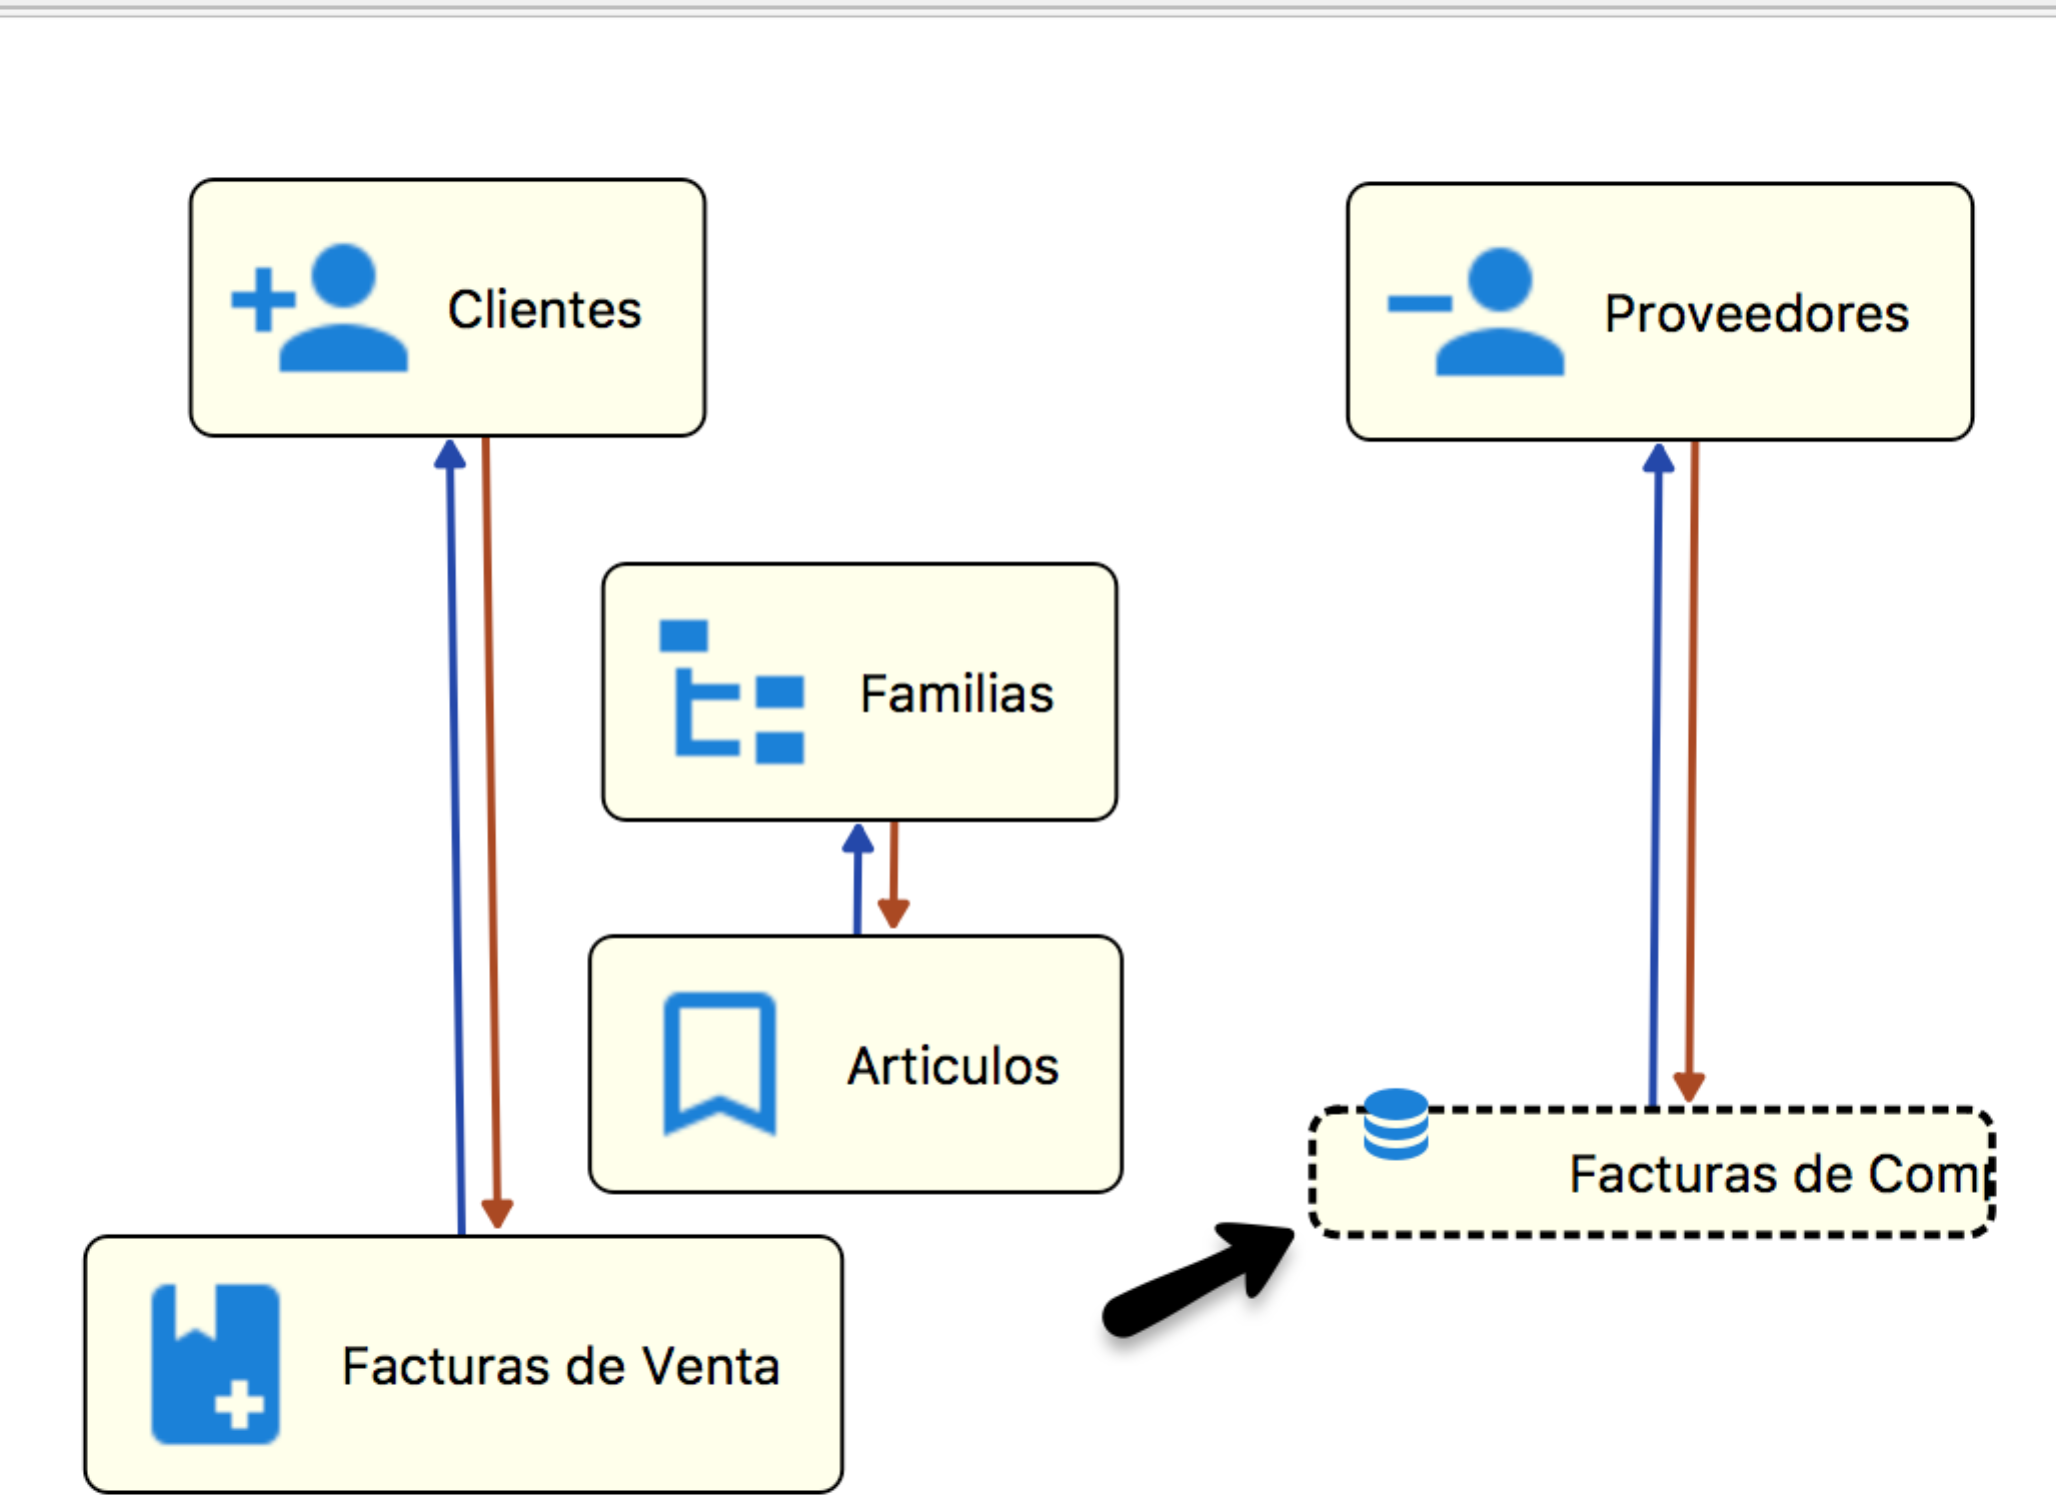 Clientes
Proveedores
Familias
Articulos
Facturas de Com
Facturas de Venta